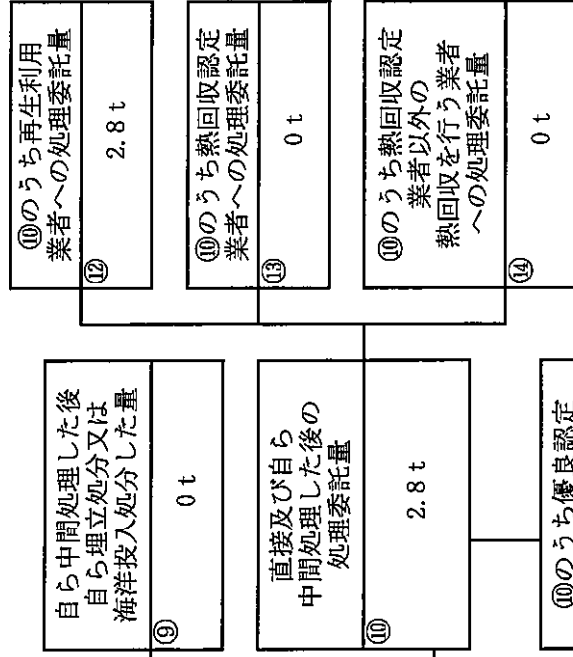 自ら中間処理した後
自ら埋立処分又は
海洋投入処分した量
⑨
0 t
直接及び自ら
中間処理した後の
処理委託量
⑩
2.8 t
⑩のうち優良認定
⑩のうち再生利用
業者への処理委託量
⑫
2.8 t
⑩のうち熱回収認定
業者への処理委託量
⑬
0 t
⑩のうち熱回収認定
業者以外の
熱回収を行う業者
への処理委託量
⑭
0 t